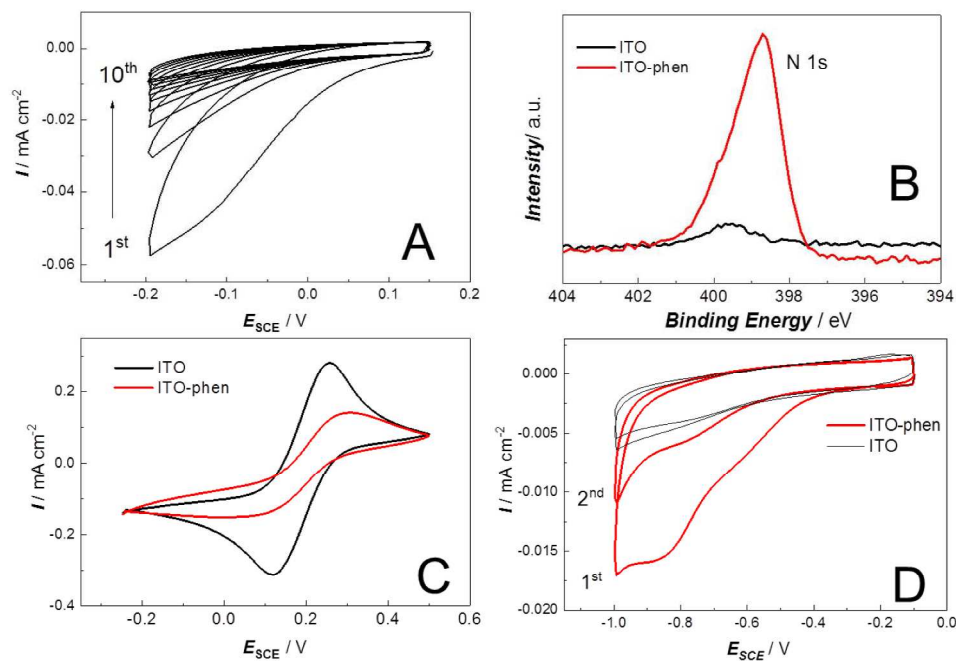 0.00
-0.02
-0.04
-0.06
I / mA cm⁻²
10th
1st
A
-0.2
-0.1
0.0
0.1
0.2
E_SCE / V
ITO
ITO-phen
N 1s
Intensity/ a.u.
B
404
402
400
398
396
394
Binding Energy / eV
ITO
ITO-phen
0.2
0.0
-0.2
-0.4
I / mA cm⁻²
C
-0.2
0.0
0.2
0.4
0.6
E_SCE / V
0.000
-0.005
-0.010
-0.015
-0.020
I / mA cm⁻²
ITO-phen
ITO
2nd
1st
D
-1.0
-0.8
-0.6
-0.4
-0.2
0.0
E_SCE / V